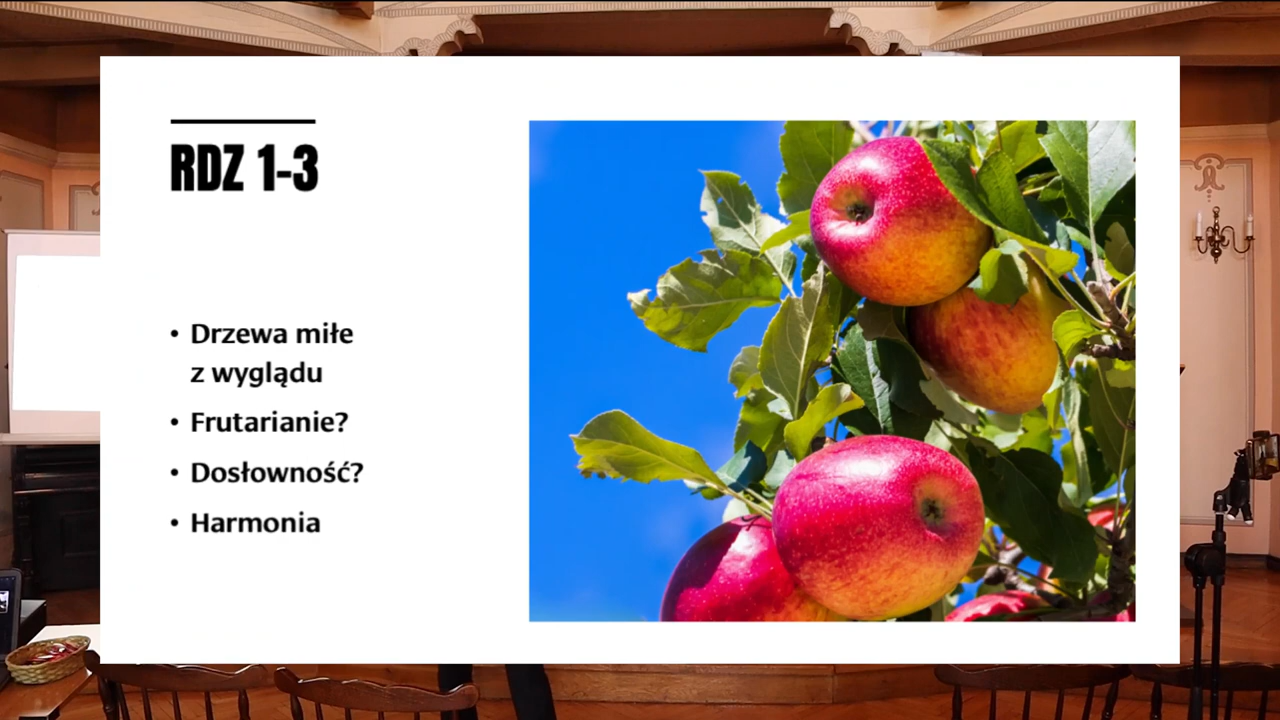 RDZ 1-3
• Drzewa miłe
z wyglądu
• Frutarianie?
• Dosłowność?
• Harmonia